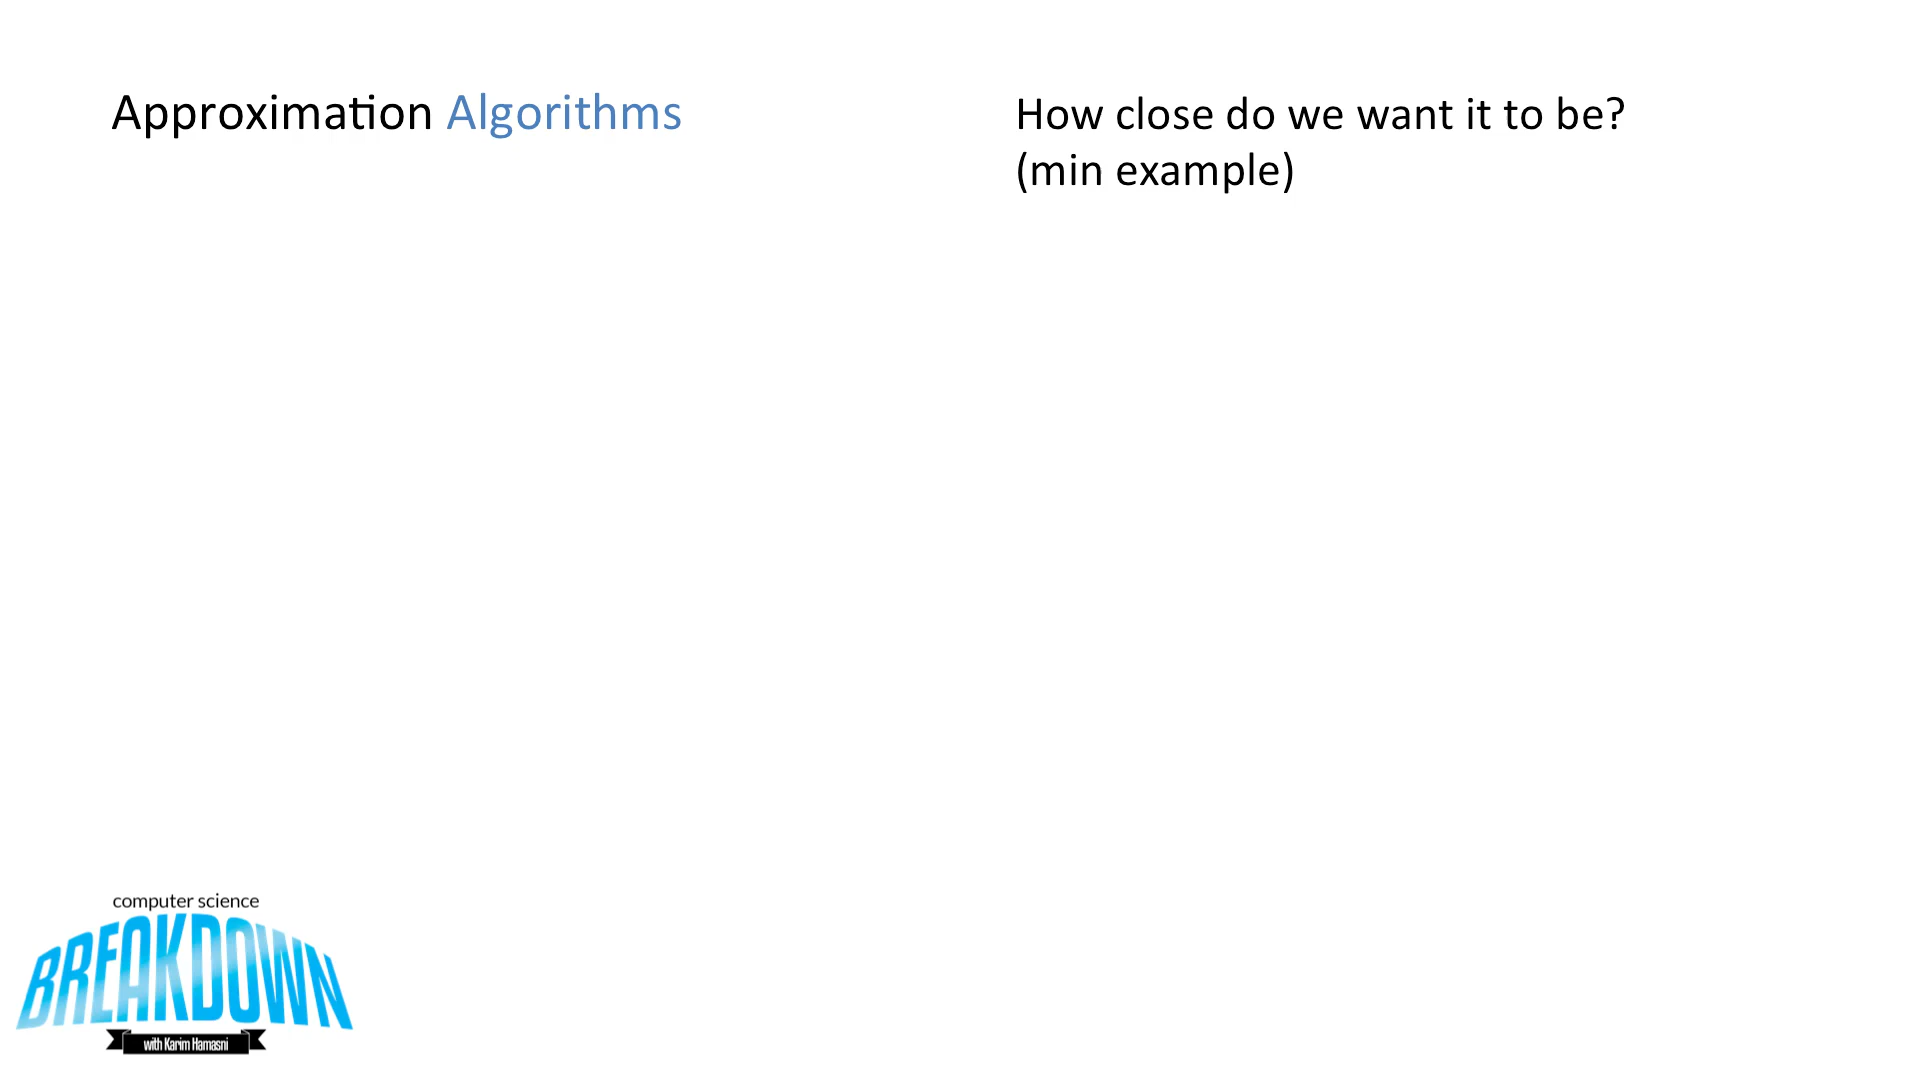 Approximation Algorithms
How close do we want it to be?
(min example)
computer science
BREAKDOWN
with Karim Hamasni